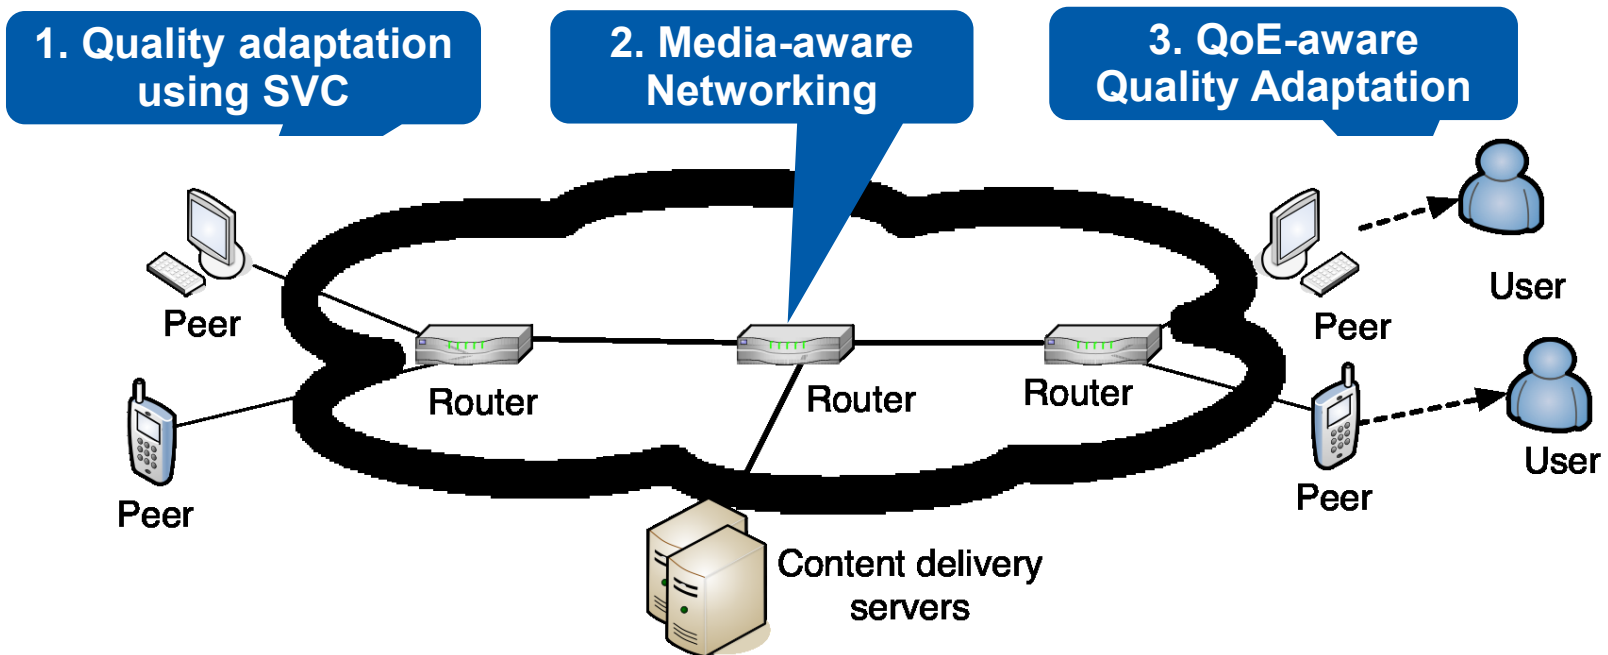 1. Quality adaptation
using SVC
2. Media-aware
Networking
3. QoE-aware
Quality Adaptation
Peer
Router
Router
Router
Peer
User
Peer
Peer
User
Content delivery
servers